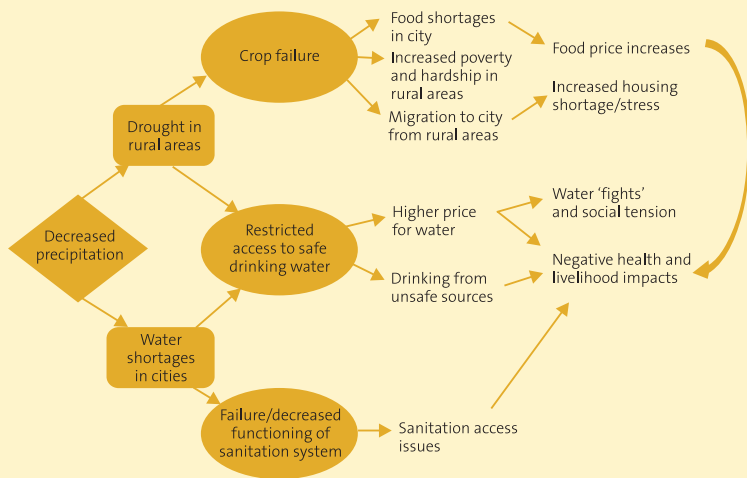 Crop failure
Food shortages
in city
Increased poverty
and hardship in
rural areas
Migration to city
from rural areas
Food price increases
Increased housing
shortage/stress
Drought in
rural areas
Decreased
precipitation
Restricted
access to safe
drinking water
Higher price
for water
Drinking from
unsafe sources
Water ‘fights’
and social tension
Negative health and
livelihood impacts
Water
shortages
in cities
Failure/decreased
functioning of
sanitation system
Sanitation access
issues